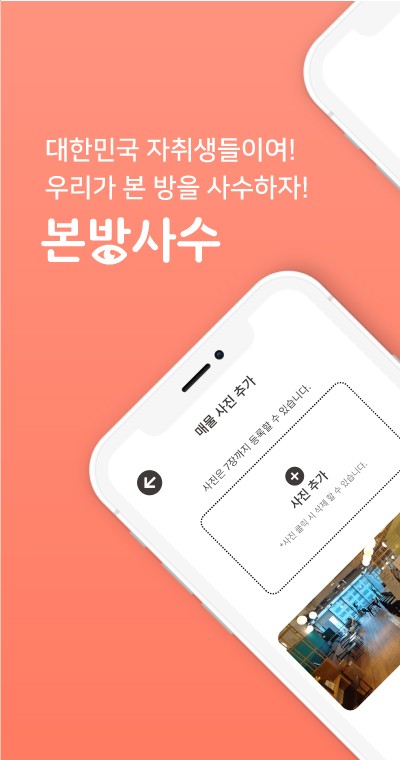 대한민국 자취생들이여!
우리가 본 방을 사수하자!
본방사수
매물 사진 추가
사진은 7장까지 등록할 수 있습니다.
사진 추가
*사진 클릭 시 삭제 할 수 있습니다.